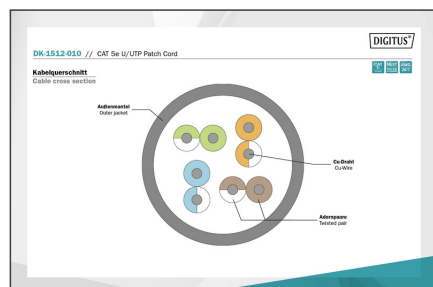 DIGITUS®
DK-1512-010 // CAT 5e U/UTP Patch Cord
Kabelquerschnitt
Cable cross section
Außenmantel
Outer jacket
Cu-Draht
Cu-Wire
Adernpaare
Twisted pair